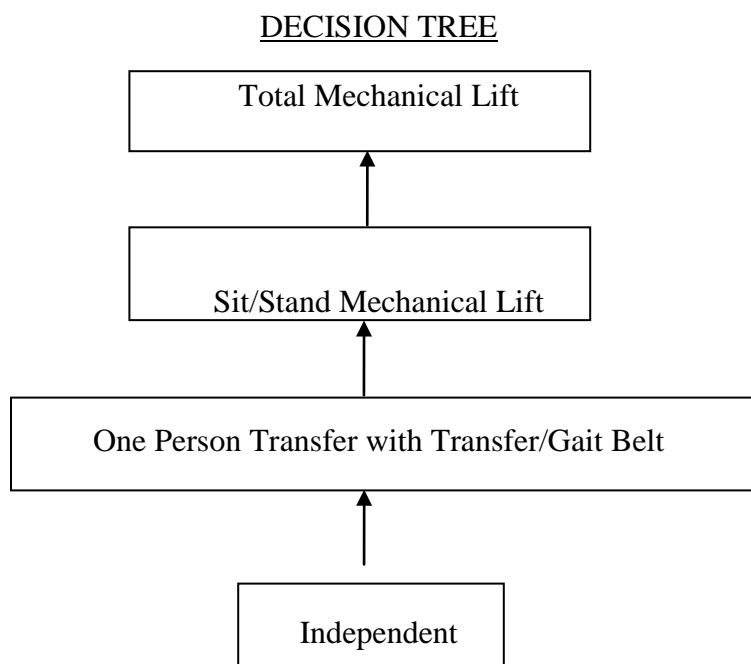 DECISION TREE
Total Mechanical Lift
Sit/Stand Mechanical Lift
One Person Transfer with Transfer/Gait Belt
Independent